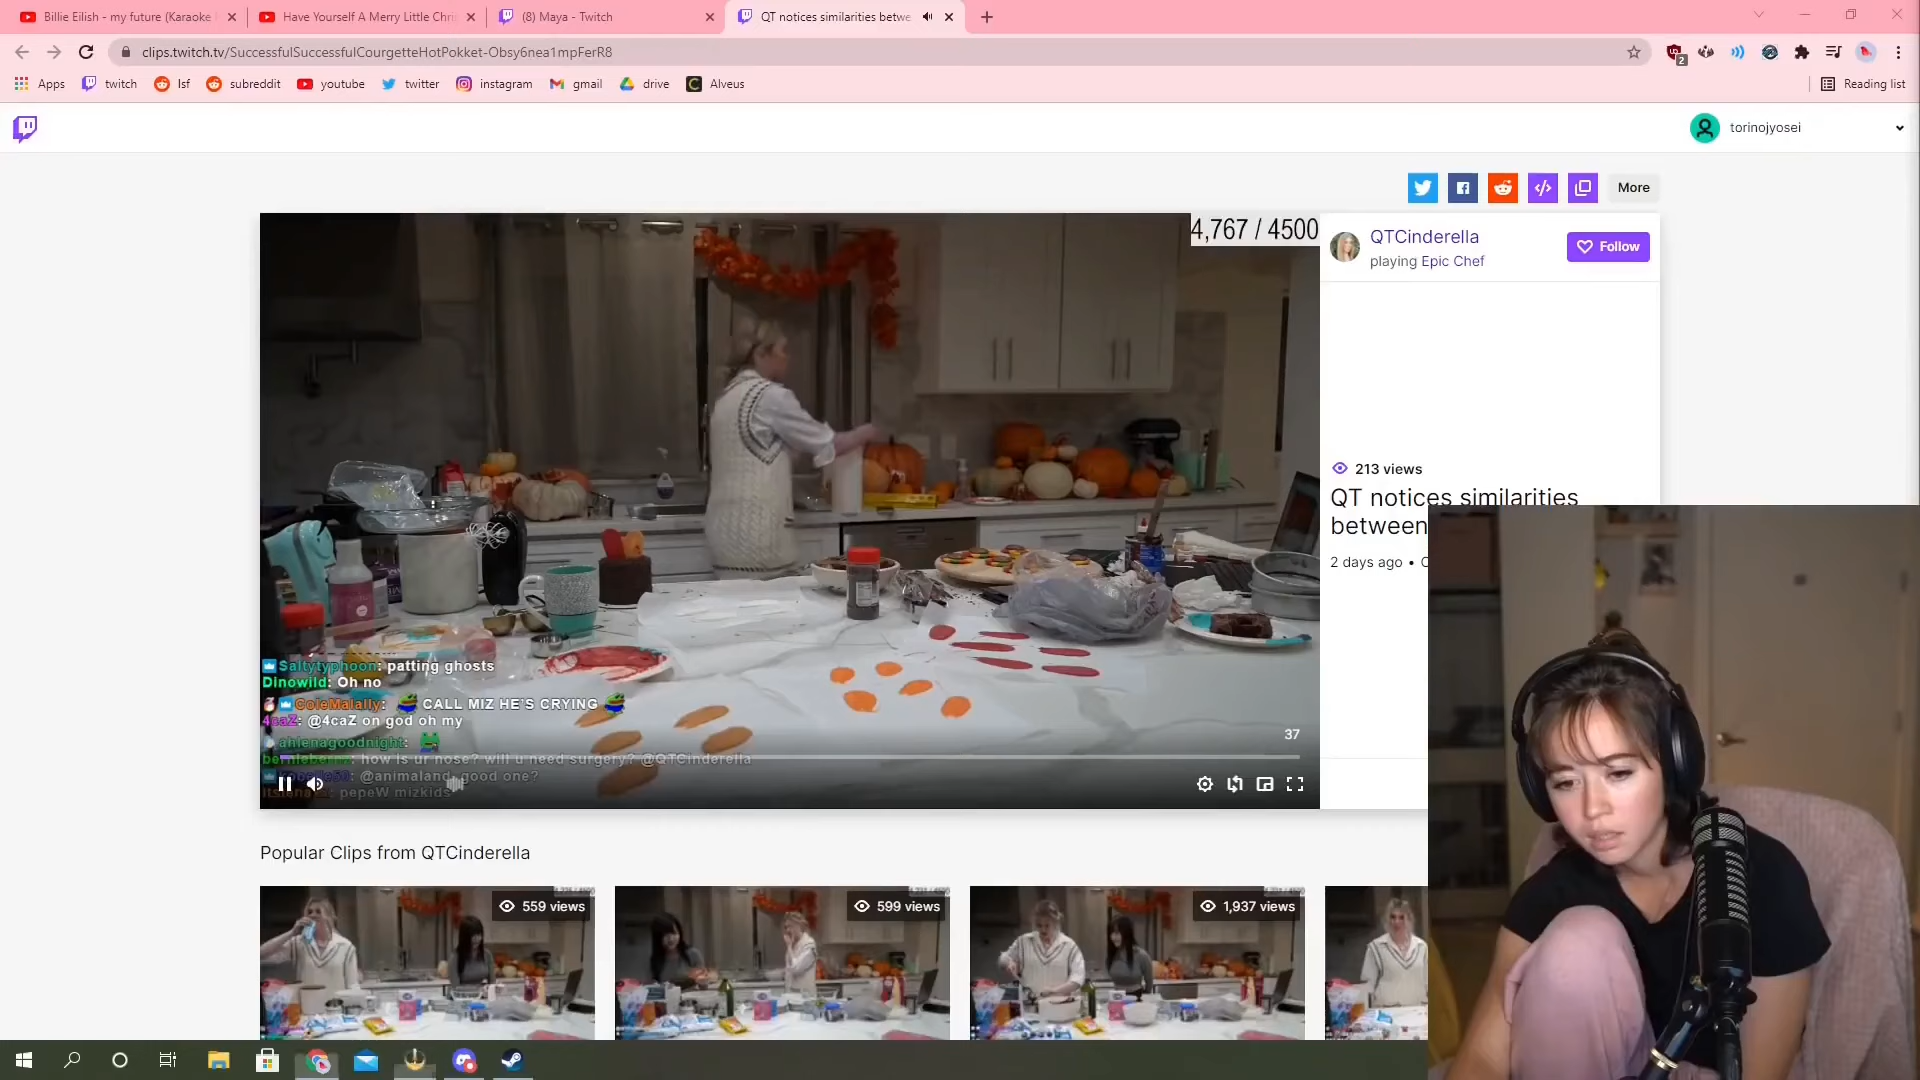 Billie Eilish - my future (Karaoke
Have Yourself A Merry Little Chri
(8) Maya - Twitch
QT notices similarities betwe
clips.twitch.tv/SuccessfulSuccessfulCourgetteHotPokket-Obsy6nea1mpFerR8
2
Apps
twitch
lsf
subreddit
youtube
twitter
instagram
gmail
drive
Alveus
Reading list
torinojyosei
More
4,767 / 4500
QTCinderella
Follow
playing Epic Chef
213 views
QT notices similarities
between
2 days ago •
Saltytyphoon: patting ghosts
Dinowild: Oh no
ColeMalally: CALL MIZ HE'S CRYING
4caZ: @4caZ on god oh my
ahlenagoodnight:
how is ur nose? will u need surgery? @QTCinderella
@animaland good one?
pepeW mizkids
37
Popular Clips from QTCinderella
559 views
599 views
1,937 views